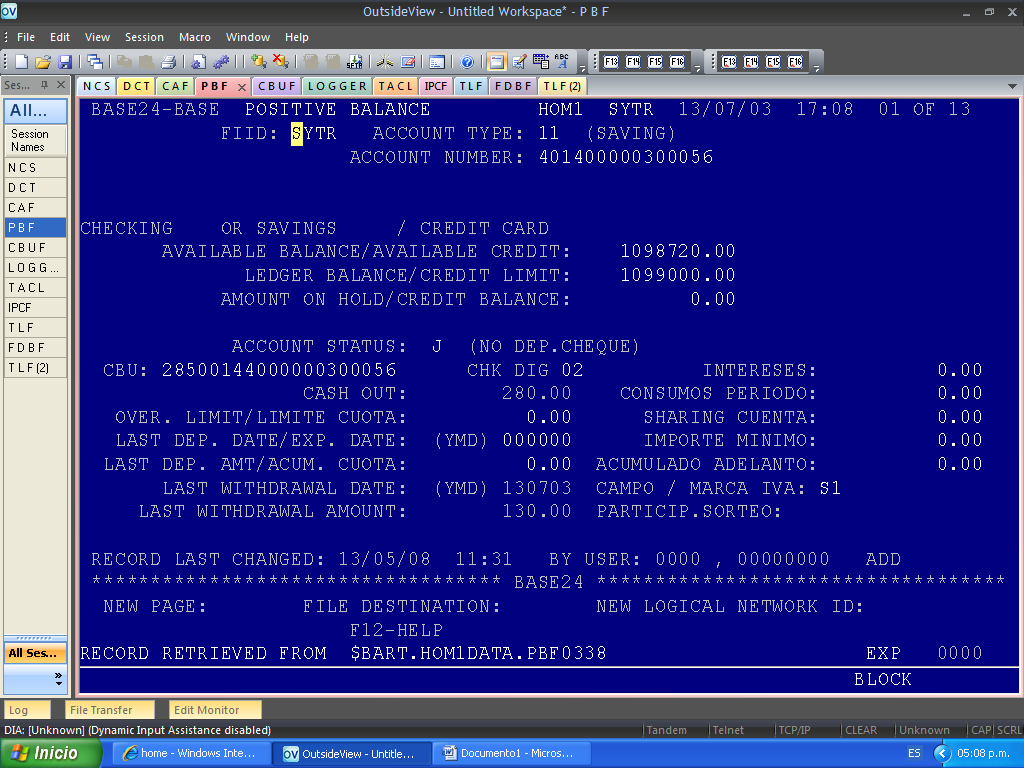 OV OutsideView - Untitled Workspace* - P B F
File Edit View Session Macro Window Help
F13 F14 F15 F16 E13 E14 E15 E16
Ses... NCS DCT CAF PBF CBUF LOGGER TACL IPCF TLF FDBF TLF(2)
All...
Session
Names
NCS
DCT
CAF
PBF
CBUF
LOGG...
TACL
IPCF
TLF
FDBF
TLF(2)
All Ses...
BASE24-BASE POSITIVE BALANCE HOM1 SYTR 13/07/03 17:08 01 OF 13
FIID: SYTR ACCOUNT TYPE: 11 (SAVING)
ACCOUNT NUMBER: 401400000300056
CHECKING OR SAVINGS / CREDIT CARD
AVAILABLE BALANCE/AVAILABLE CREDIT: 1098720.00
LEDGER BALANCE/CREDIT LIMIT: 1099000.00
AMOUNT ON HOLD/CREDIT BALANCE: 0.00
ACCOUNT STATUS: J (NO DEP.CHEQUE)
CBU: 28500144000000300056 CHK DIG 02 INTERESES: 0.00
CASH OUT: 280.00 CONSUMOS PERIODO: 0.00
OVER. LIMIT/LIMITE CUOTA: 0.00 SHARING CUENTA: 0.00
LAST DEP. DATE/EXP. DATE: (YMD) 000000 IMPORTE MINIMO: 0.00
LAST DEP. AMT/ACUM. CUOTA: 0.00 ACUMULADO ADELANTO: 0.00
LAST WITHDRAWAL DATE: (YMD) 130703 CAMPO / MARCA IVA: S1
LAST WITHDRAWAL AMOUNT: 130.00 PARTICIP.SORTEO:
RECORD LAST CHANGED: 13/05/08 11:31 BY USER: 0000 , 00000000 ADD
*********************************** BASE24 ***********************************
NEW PAGE: FILE DESTINATION: NEW LOGICAL NETWORK ID:
F12-HELP
RECORD RETRIEVED FROM $BART.HOM1DATA.PBF0338 EXP 0000
BLOCK
Log File Transfer Edit Monitor
DIA: [Unknown] (Dynamic Input Assistance disabled) Tandem Telnet TCP/IP CLEAR Unknown CAP SCRL
Inicio home - Windows Inte... OutsideView - Untitle... Documento1 - Micros... ES 05:08 p.m.